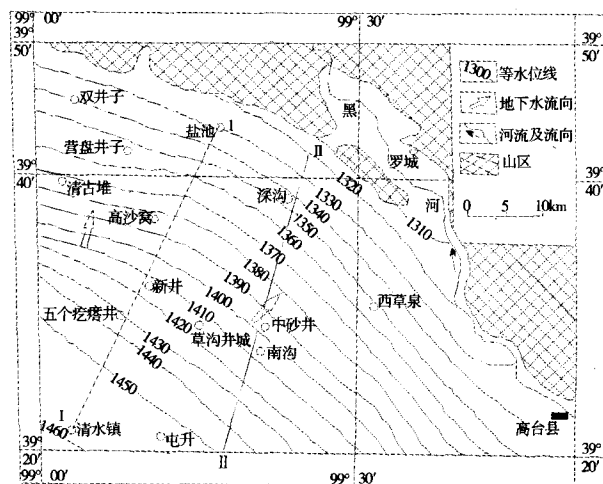 99° 00′
99° 30′
39° 50′
39° 50′
双井子
盐池
I
黑
营盘井子
II
罗城
39° 40′
清古堆
深沟
河
39° 40′
高沙窝
1320
1330
1340
1350
1360
1370
1310
新井
1380
1390
1400
西草泉
五个疙瘩井
1410
1420
草沟井城
中砂井
1430
1440
南沟
1450
I
1460
清水镇
屯升
高台县
39° 20′
99° 00′
II
99° 30′
39° 20′
1300 等水位线
地下水流向
河流及流向
山区
0 5 10km